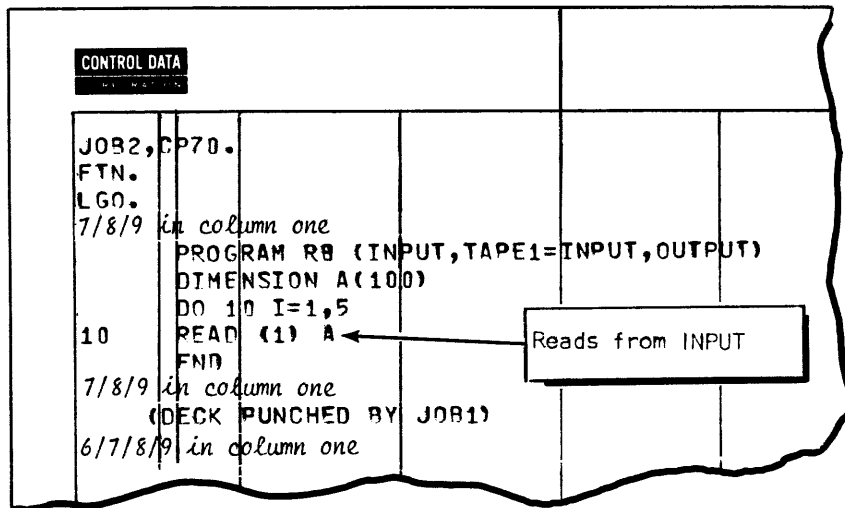 CONTROL DATA
CORPORATION
JOB2,CP70.
FTN.
LGO.
7/8/9 in column one
PROGRAM RB (INPUT,TAPE1=INPUT,OUTPUT)
DIMENSION A(100)
DO 10 I=1,5
10 READ (1) A
Reads from INPUT
END
7/8/9 in column one
(DECK PUNCHED BY JOB1)
6/7/8/9 in column one